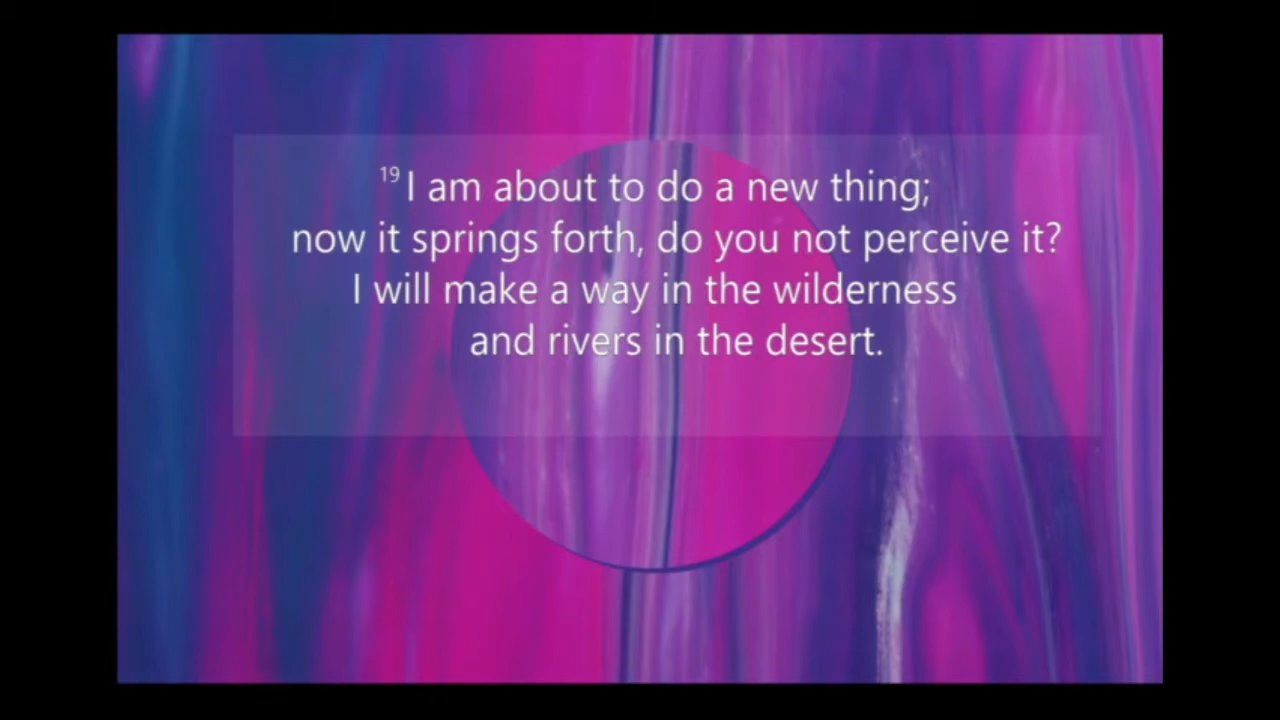 19 I am about to do a new thing;
now it springs forth, do you not perceive it?
I will make a way in the wilderness
and rivers in the desert.